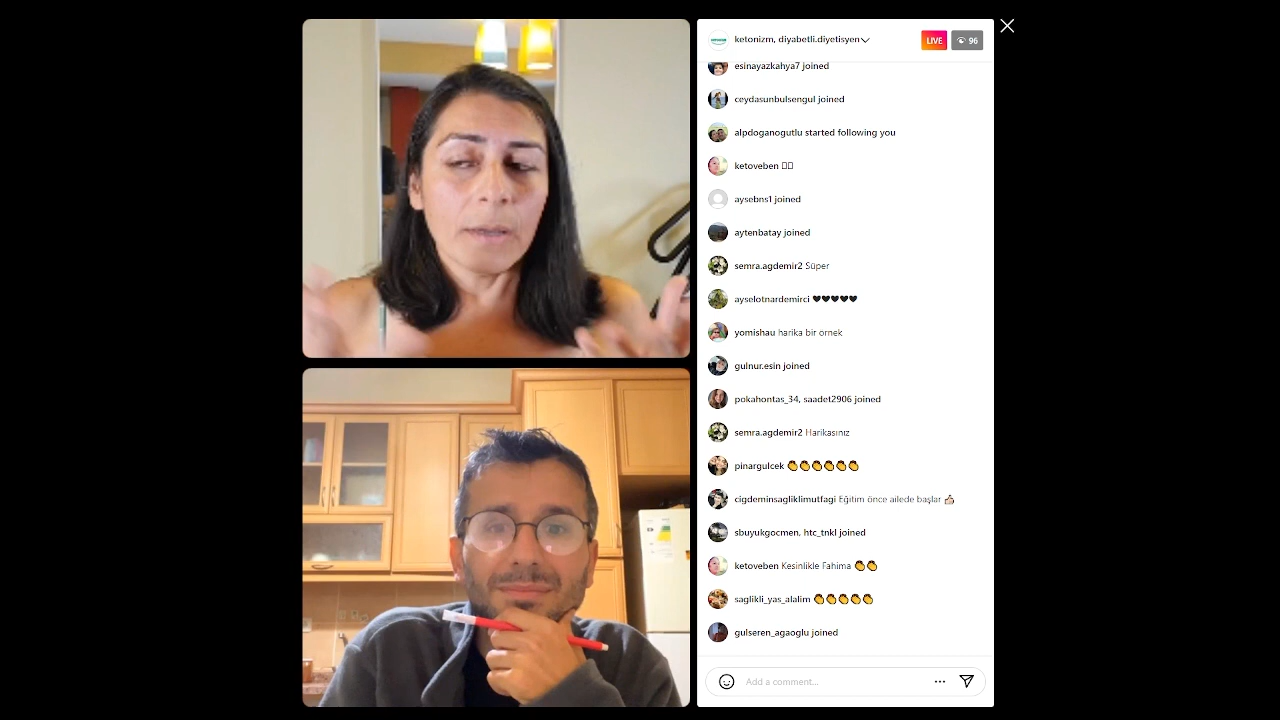 ketonizm, diyabetli.diyetisyen
LIVE
96
esinayazkahya7 joined
ceydasunbulsengul joined
alpdoganogutlu started following you
ketoveben
aysebns1 joined
aytenbatay joined
semra.agdemir2 Süper
ayselotnardemirci 🖤🖤🖤🖤🖤
yomishau harika bir örnek
gulnur.esin joined
pokahontas_34, saadet2906 joined
semra.agdemir2 Harikasınız
pinargulcek 👏👏👏👏👏👏
cigdeminsagliklimutfagi Eğitim önce ailede başlar 👍
sbuyukgocmen, htc_tnkl joined
ketoveben Kesinlikle Fahima 👏👏
saglikli_yas_alalim 👏👏👏👏👏
gulseren_agaoglu joined
Add a comment...